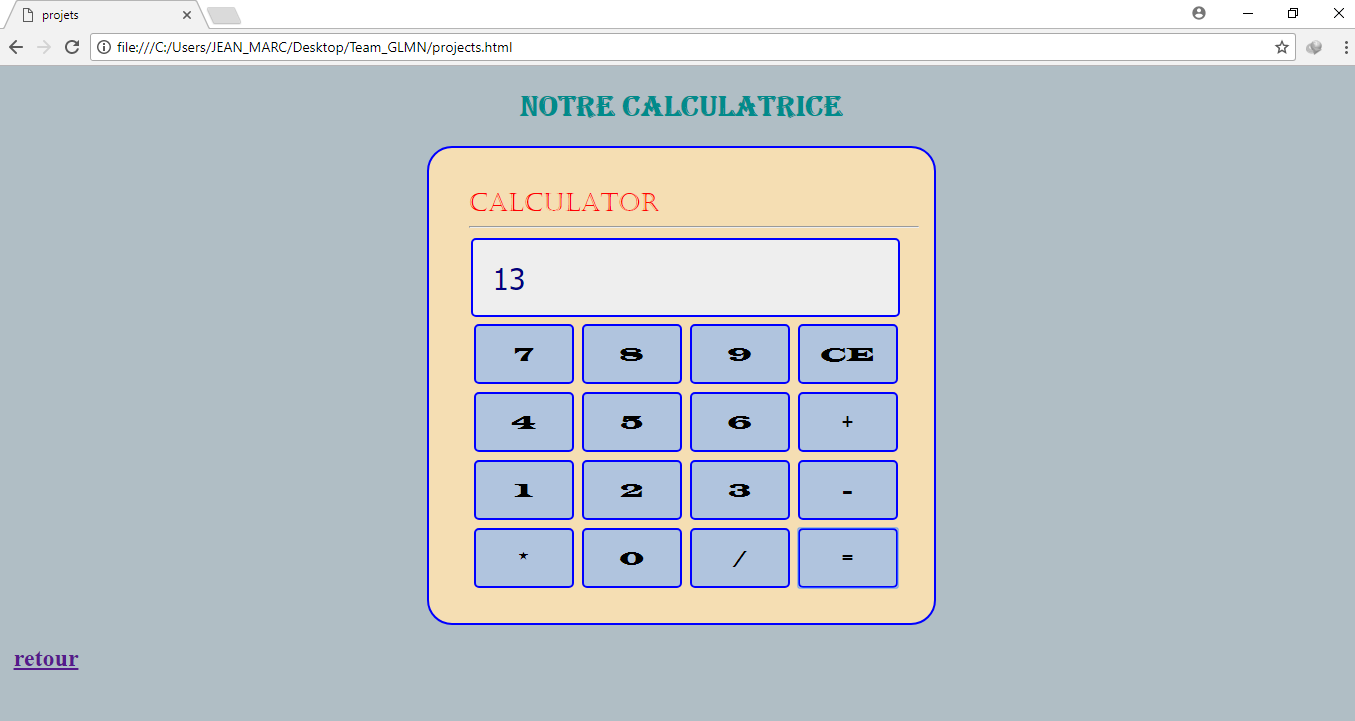 projets
file:///C:/Users/JEAN_MARC/Desktop/Team_GLMN/projects.html
NOTRE CALCULATRICE
CALCULATOR
13
7 8 9 CE
4 5 6 +
1 2 3 -
* 0 / =
retour